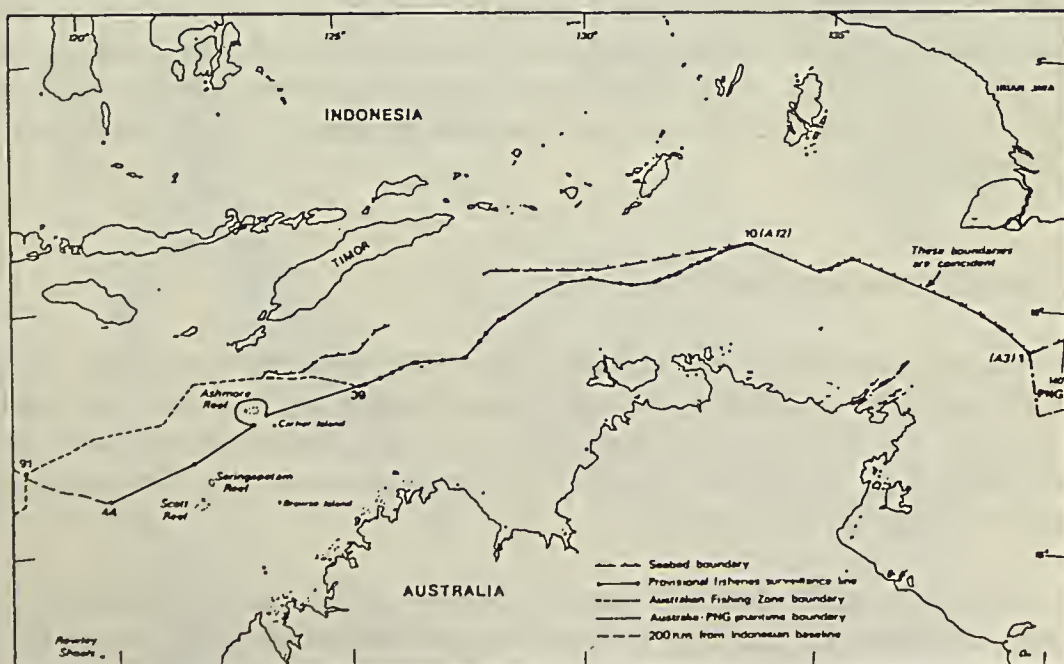 120°
125°
130°
135°
INDONESIA
IRIAN JAYA
TIMOR
10 (A12)
These boundaries
are coincident
(A3) 1
PNG
39
Ashmore
Reef
Cartier Island
91
44
Seringapatam
Reef
Scott
Reef
Browse Island
AUSTRALIA
Rowley
Shoals
Seabed boundary
Provisional fisheries surveillance line
Australian Fishing Zone boundary
Australia-PNG maritime boundary
200 n.m. from Indonesian baseline